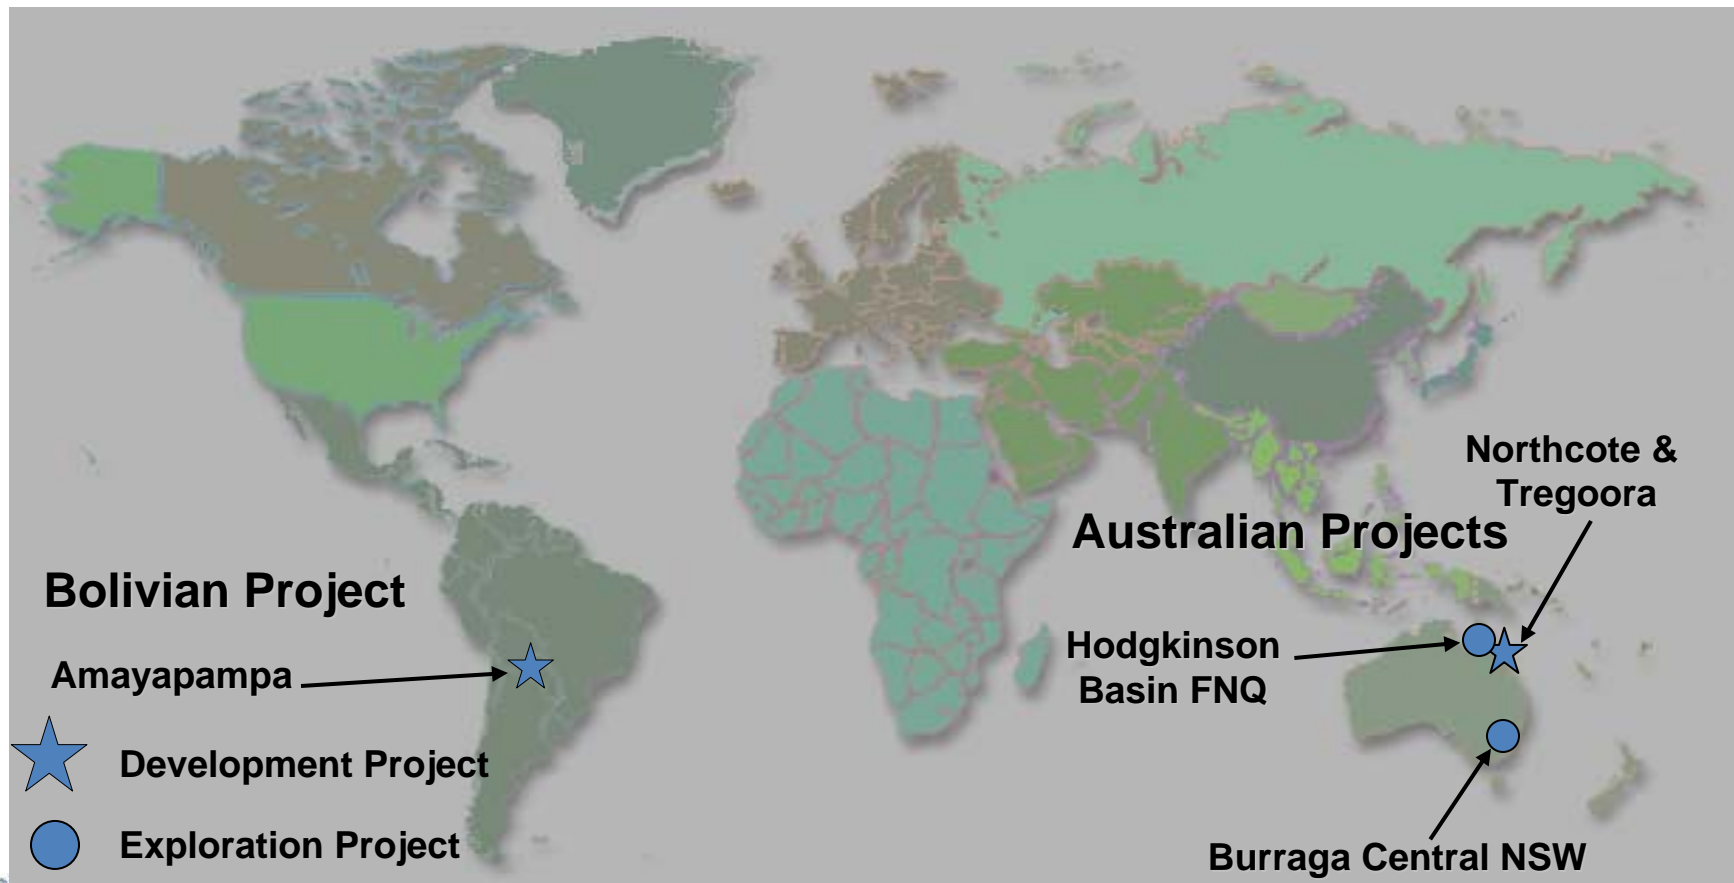 Northcote &
Tregoora
Australian Projects
Bolivian Project
Hodgkinson
Basin FNQ
Amayapampa
Development Project
Exploration Project
Burraga Central NSW